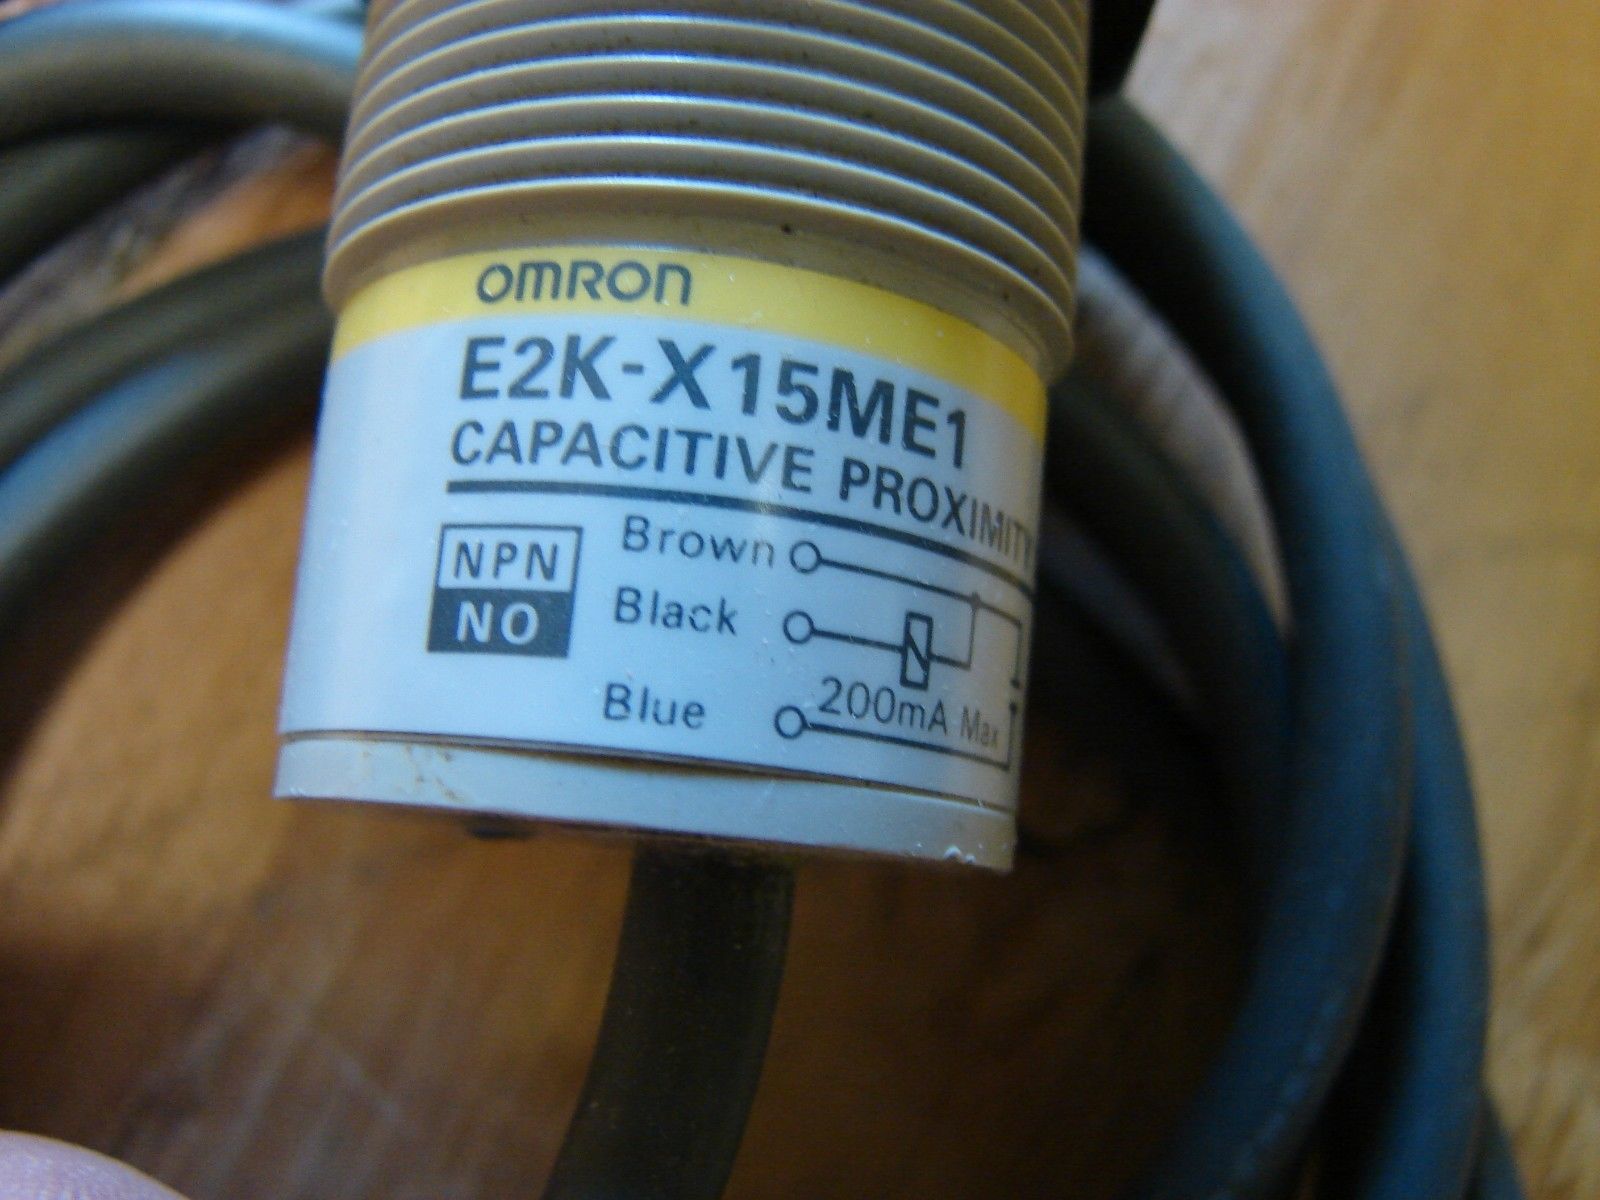 OMRON
E2K-X15ME1
CAPACITIVE PROXIMITY
NPN
NO
Brown
Black
200mA Max
Blue